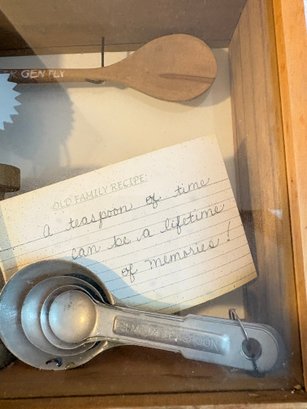 R GENTLY
OLD FAMILY RECIPE:
a teaspoon of time
can be a lifetime
of memories!